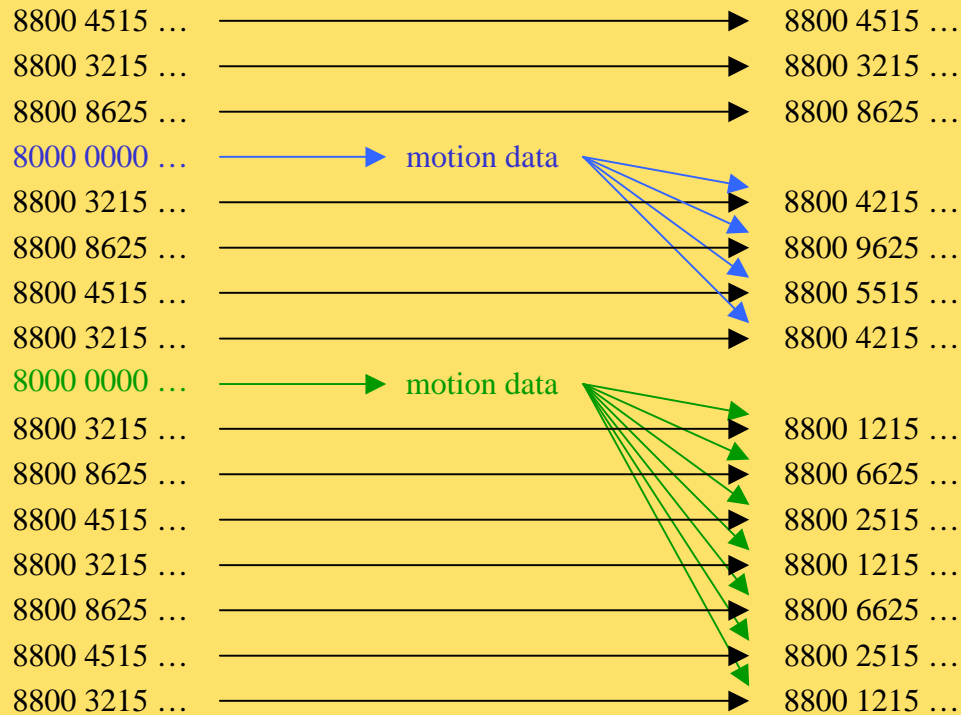 8800 4515 … 8800 4515 …
8800 3215 … 8800 3215 …
8800 8625 … 8800 8625 …
8000 0000 … motion data
8800 3215 … 8800 4215 …
8800 8625 … 8800 9625 …
8800 4515 … 8800 5515 …
8800 3215 … 8800 4215 …
8000 0000 … motion data
8800 3215 … 8800 1215 …
8800 8625 … 8800 6625 …
8800 4515 … 8800 2515 …
8800 3215 … 8800 1215 …
8800 8625 … 8800 6625 …
8800 4515 … 8800 2515 …
8800 3215 … 8800 1215 …